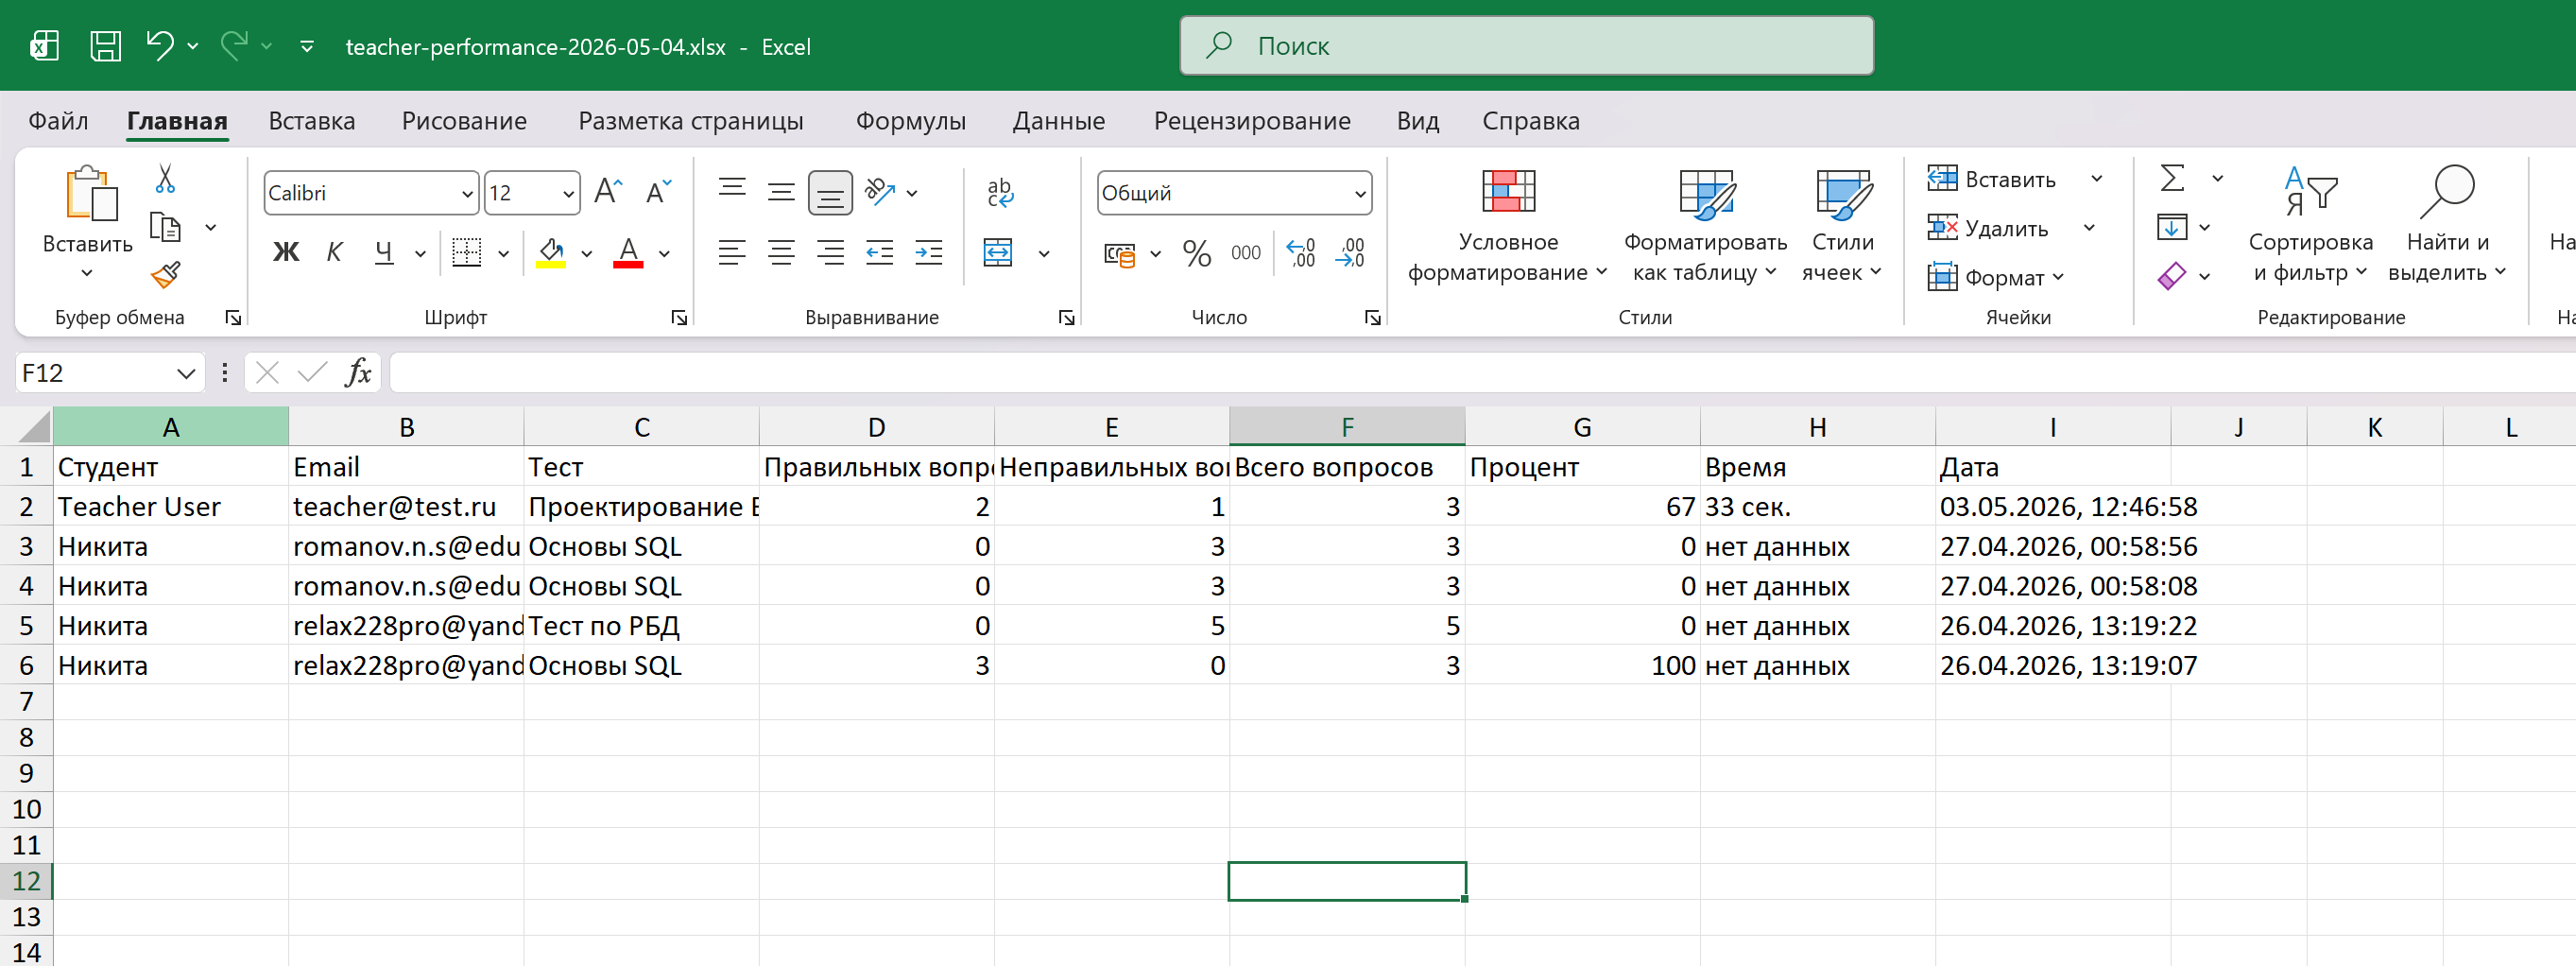 teacher-performance-2026-05-04.xlsx - Excel
Поиск
Файл Главная Вставка Рисование Разметка страницы Формулы Данные Рецензирование Вид Справка
Вставить
Буфер обмена
Calibri 12
Ж К Ч А
Шрифт
ab c
Выравнивание
Общий
% 000 ,00
Число
Условное форматирование
Форматировать как таблицу
Стили ячеек
Стили
Вставить
Удалить
Формат
Ячейки
Сортировка и фильтр
Найти и выделить
Редактирование
На
На
F12 fx
A B C D E F G H I J K L
1 Студент Email Тест Правильных вопр Неправильных во Всего вопросов Процент Время Дата
2 Teacher User teacher@test.ru Проектирование 2 1 3 67 33 сек. 03.05.2026, 12:46:58
3 Никита romanov.n.s@edu Основы SQL 0 3 3 0 нет данных 27.04.2026, 00:58:56
4 Никита romanov.n.s@edu Основы SQL 0 3 3 0 нет данных 27.04.2026, 00:58:08
5 Никита relax228pro@yand Тест по РБД 0 5 5 0 нет данных 26.04.2026, 13:19:22
6 Никита relax228pro@yand Основы SQL 3 0 3 100 нет данных 26.04.2026, 13:19:07
7
8
9
10
11
12
13
14